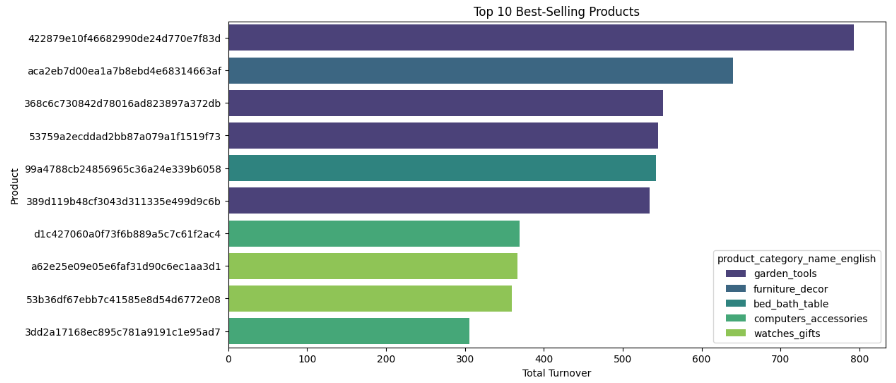 Top 10 Best-Selling Products
Product
422879e10f46682990de24d770e7f83d
aca2eb7d00ea1a7b8ebd4e68314663af
368c6c730842d78016ad823897a372db
53759a2ecddad2bb87a079a1f1519f73
99a4788cb24856965c36a24e339b6058
389d119b48cf3043d311335e499d9c6b
d1c427060a0f73f6b889a5c7c61f2ac4
a62e25e09e05e6faf31d90c6ec1aa3d1
53b36df67ebb7c41585e8d54d6772e08
3dd2a17168ec895c781a9191c1e95ad7
product_category_name_english
garden_tools
furniture_decor
bed_bath_table
computers_accessories
watches_gifts
0 100 200 300 400 500 600 700 800
Total Turnover